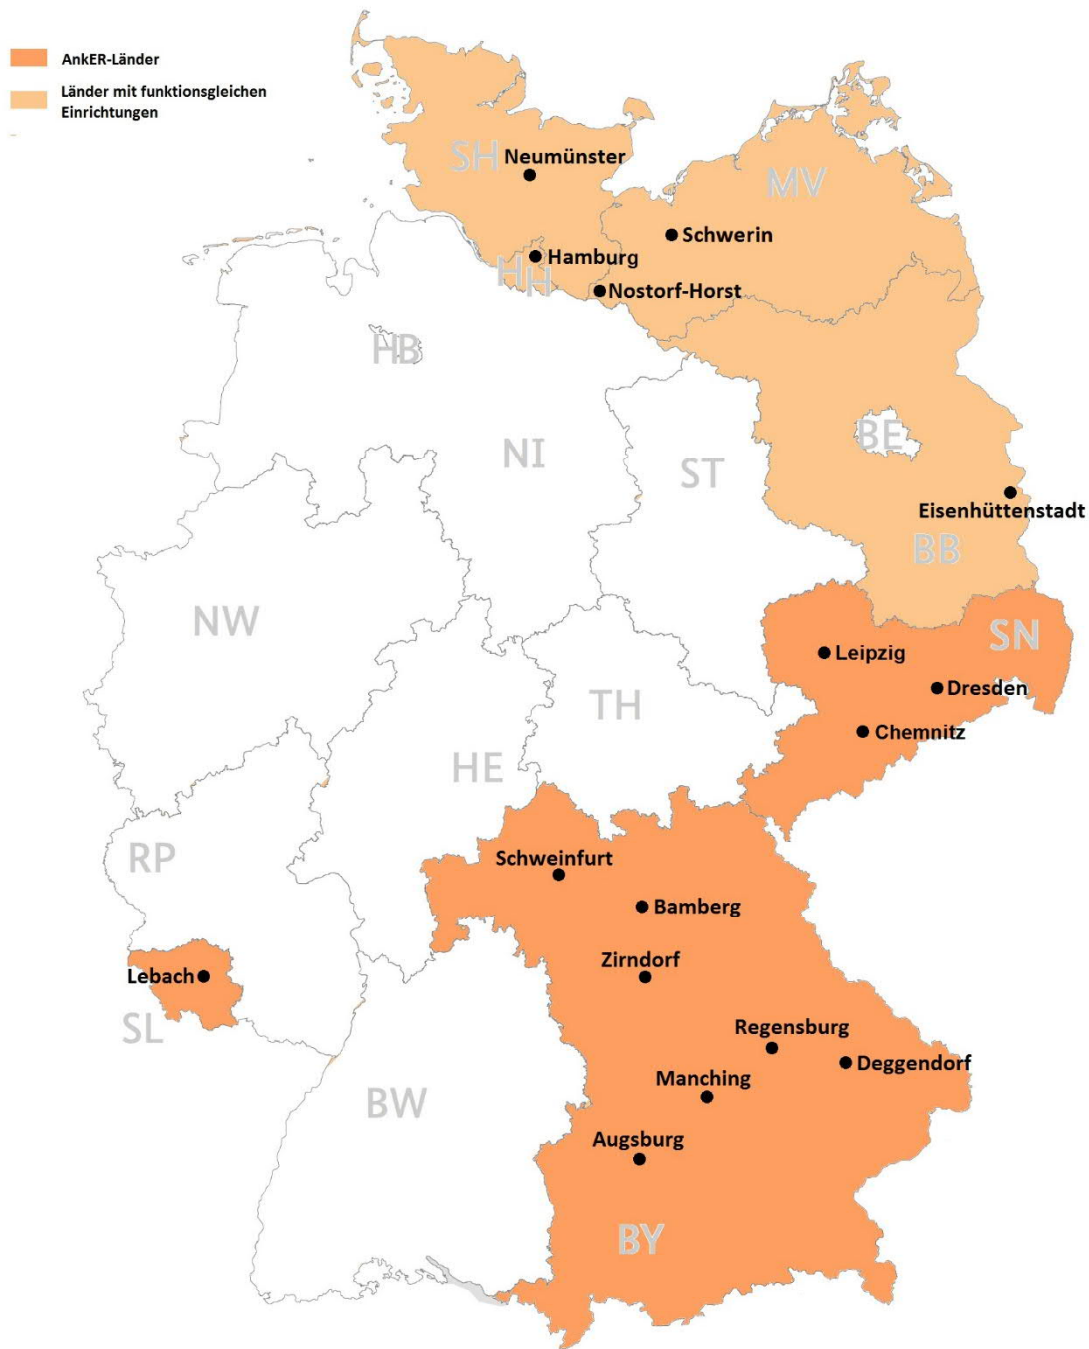 AnkER-Länder
Länder mit funktionsgleichen
Einrichtungen
SH
Neumünster
MV
Schwerin
Hamburg
HH
Nostorf-Horst
HB
BE
NI
ST
Eisenhüttenstadt
BB
NW
SN
Leipzig
Dresden
TH
Chemnitz
HE
RP
Schweinfurt
Bamberg
Zirndorf
Lebach
SL
Regensburg
Deggendorf
Manching
BW
Augsburg
BY